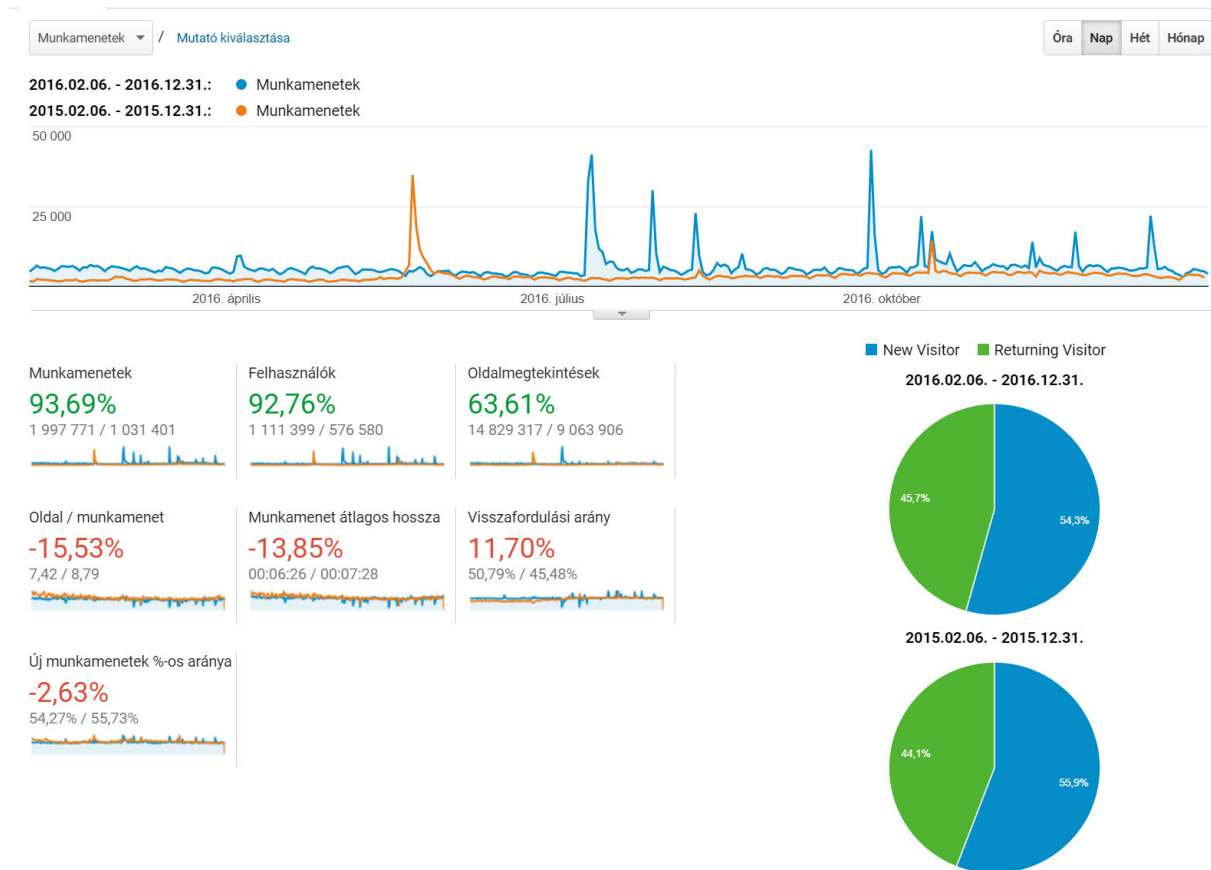 Munkamenetek / Mutató kiválasztása
Óra Nap Hét Hónap
2016.02.06. - 2016.12.31.: Munkamenetek
2015.02.06. - 2015.12.31.: Munkamenetek
50 000
25 000
2016. április 2016. július 2016. október
Munkamenetek
93,69%
1 997 771 / 1 031 401
Felhasználók
92,76%
1 111 399 / 576 580
Oldalmegtekintések
63,61%
14 829 317 / 9 063 906
Oldal / munkamenet
-15,53%
7,42 / 8,79
Munkamenet átlagos hossza
-13,85%
00:06:26 / 00:07:28
Visszafordulási arány
11,70%
50,79% / 45,48%
Új munkamenetek %-os aránya
-2,63%
54,27% / 55,73%
New Visitor Returning Visitor
2016.02.06. - 2016.12.31.
45,7%
54,3%
2015.02.06. - 2015.12.31.
44,1%
55,9%